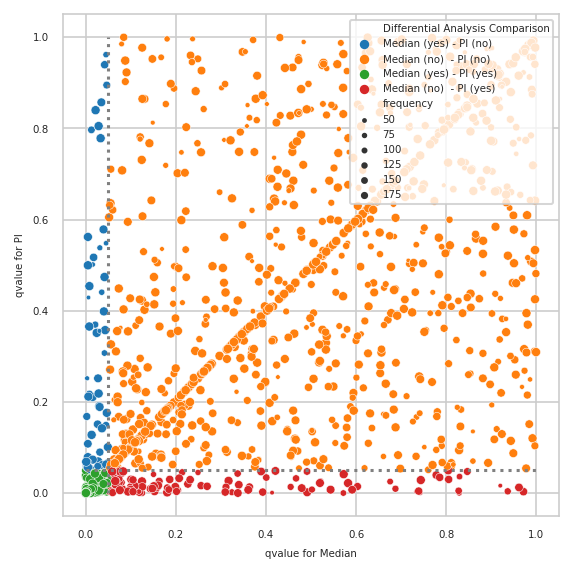 Differential Analysis Comparison
Median (yes) - PI (no)
Median (no)  - PI (no)
Median (yes) - PI (yes)
Median (no)  - PI (yes)
frequency
50
75
100
125
150
175
1.0
0.8
0.6
0.4
0.2
0.0
qvalue for PI
0.0 0.2 0.4 0.6 0.8 1.0
qvalue for Median